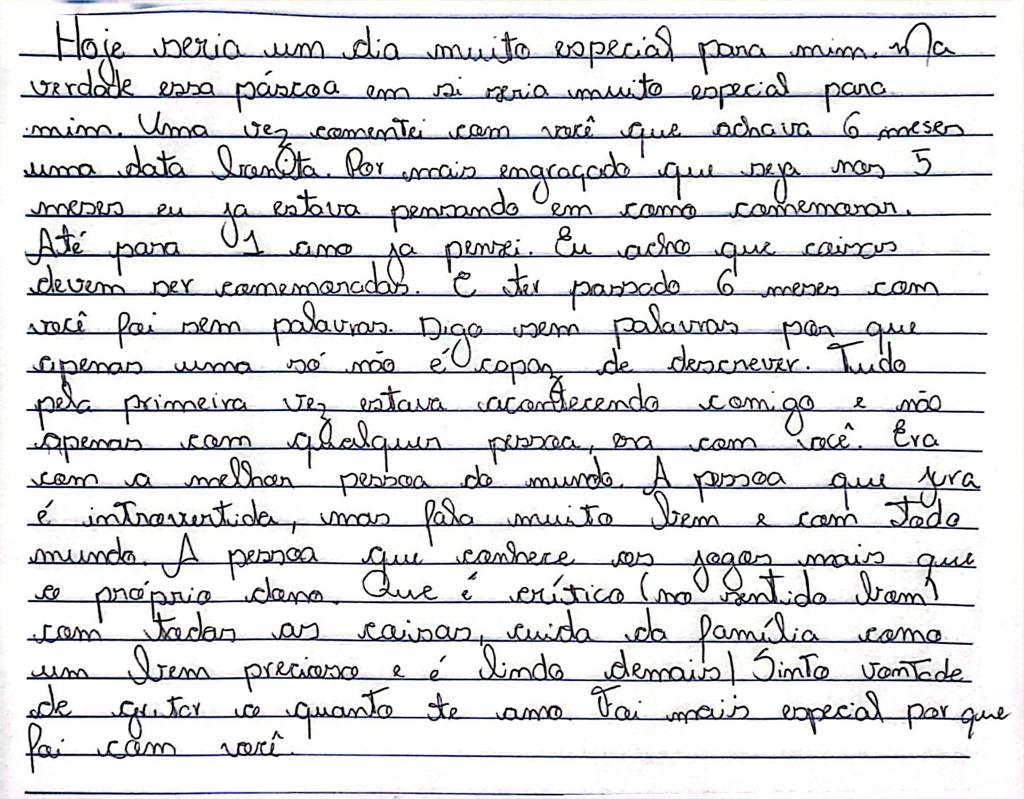 Hoje seria um dia muito especial para mim. Na
verdade essa páscoa em si seria muito especial para
mim. Uma vez comentei com você que achava 6 meses
uma data bonita. Por mais engraçado que seja nos 5
meses eu ja estava pensando em como comemorar.
Até para 1 ano ja pensei. Eu acho que coisas
devem ser comemoradas. E ter passado 6 meses com
você foi sem palavras. Digo sem palavras por que
apenas uma só não é capaz de descrever. Tudo
pela primeira vez estava acontecendo comigo e não
apenas com qualquer pessoa, era com você. Era
com a melhor pessoa do mundo. A pessoa que jura
é introvertida, mas fala muito bem e com todo
mundo. A pessoa que conhece os jogos mais que
o próprio dono. Que é crítico (no sentido bom)
com todas as coisas, cuida da família como
um bem precioso e é lindo demais! Sinto vontade
de gritar o quanto te amo. Foi mais especial por que
foi com você.